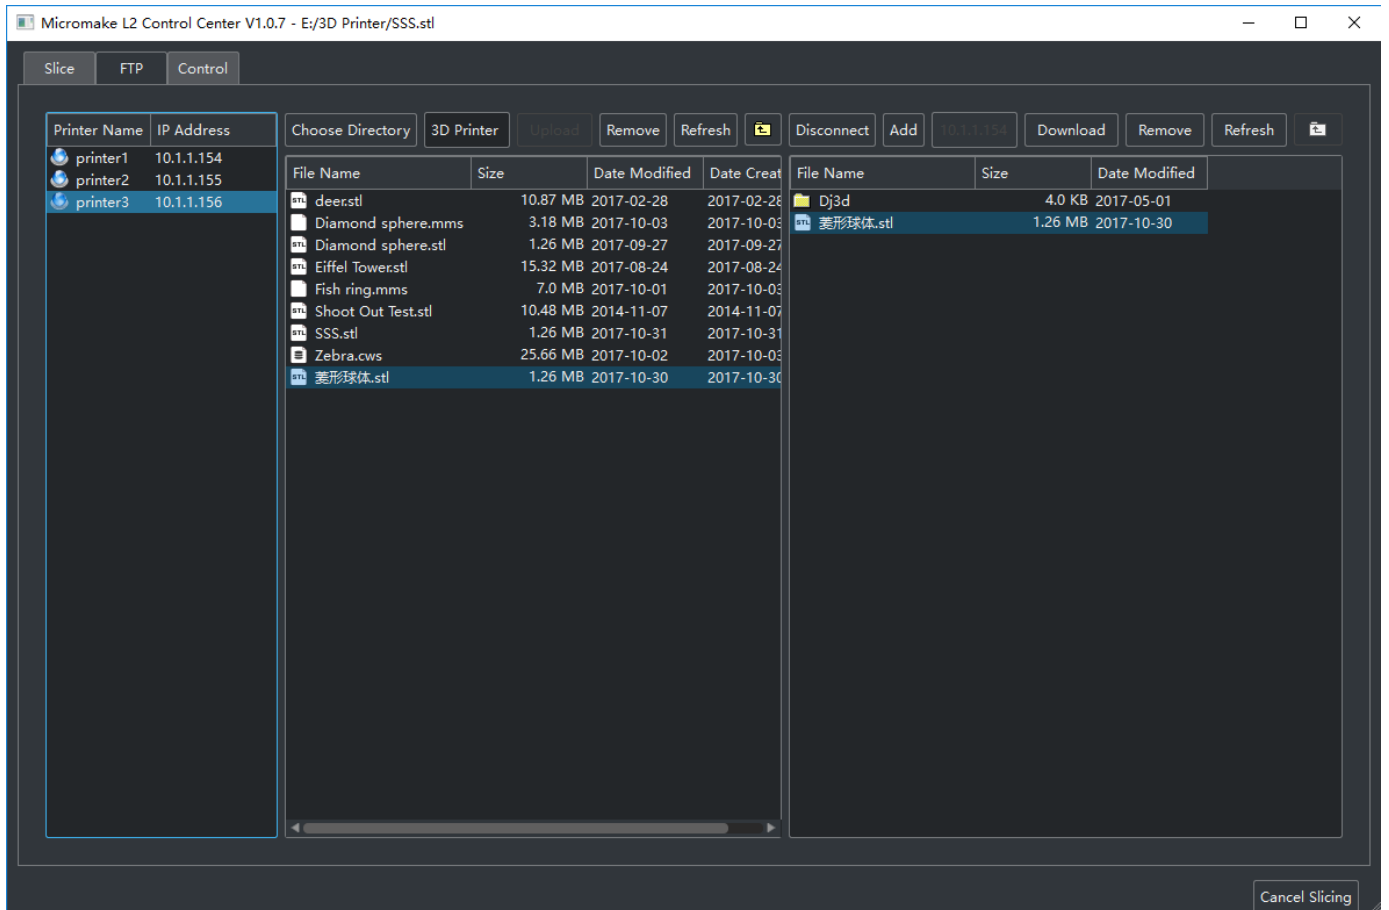 Micromake L2 Control Center V1.0.7 - E:/3D Printer/SSS.stl
Slice FTP Control
Printer Name IP Address
printer1 10.1.1.154
printer2 10.1.1.155
printer3 10.1.1.156
Choose Directory 3D Printer Upload Remove Refresh
File Name Size Date Modified Date Creat
deer.stl 10.87 MB 2017-02-28 2017-02-28
Diamond sphere.mms 3.18 MB 2017-10-03 2017-10-03
Diamond sphere.stl 1.26 MB 2017-09-27 2017-09-27
Eiffel Tower.stl 15.32 MB 2017-08-24 2017-08-24
Fish ring.mms 7.0 MB 2017-10-01 2017-10-03
Shoot Out Test.stl 10.48 MB 2014-11-07 2014-11-07
SSS.stl 1.26 MB 2017-10-31 2017-10-31
Zebra.cws 25.66 MB 2017-10-02 2017-10-03
菱形球体.stl 1.26 MB 2017-10-30 2017-10-30
Disconnect Add 10.1.1.154 Download Remove Refresh
File Name Size Date Modified
Dj3d 4.0 KB 2017-05-01
菱形球体.stl 1.26 MB 2017-10-30
Cancel Slicing